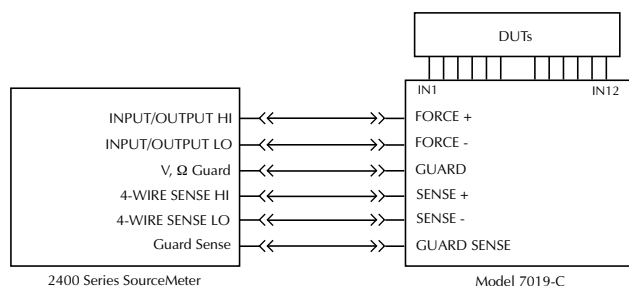 DUTs
IN1 IN12
INPUT/OUTPUT HI FORCE +
INPUT/OUTPUT LO FORCE -
V, Ω Guard GUARD
4-WIRE SENSE HI SENSE +
4-WIRE SENSE LO SENSE -
Guard Sense GUARD SENSE
2400 Series SourceMeter Model 7019-C